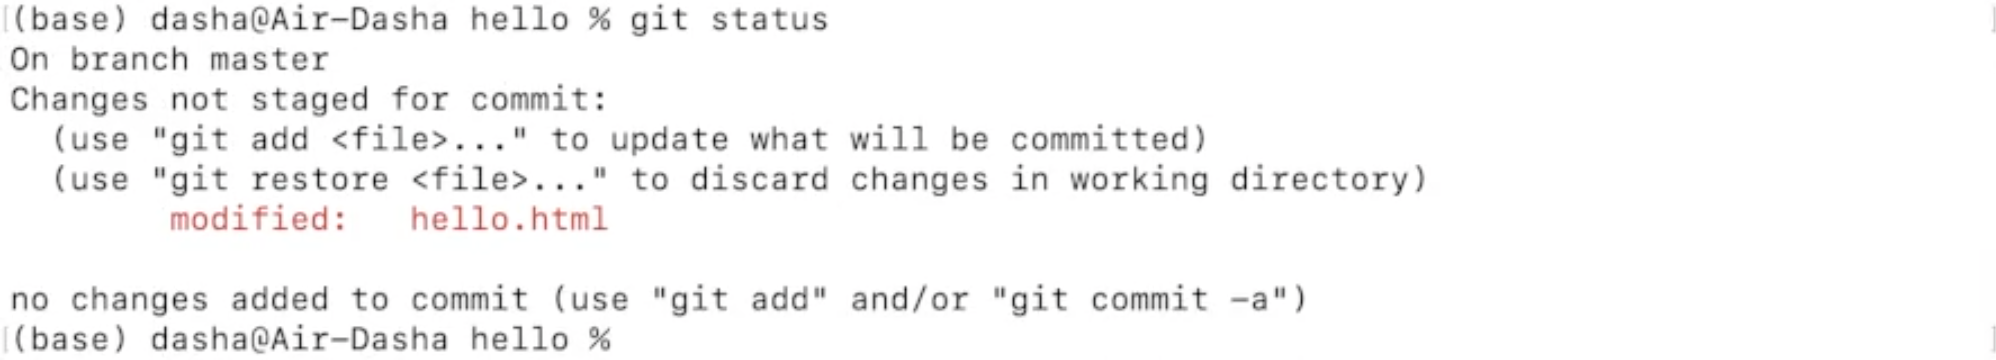 (base) dasha@Air-Dasha hello % git status
On branch master
Changes not staged for commit:
  (use "git add <file>..." to update what will be committed)
  (use "git restore <file>..." to discard changes in working directory)
        modified:   hello.html

no changes added to commit (use "git add" and/or "git commit -a")
(base) dasha@Air-Dasha hello %